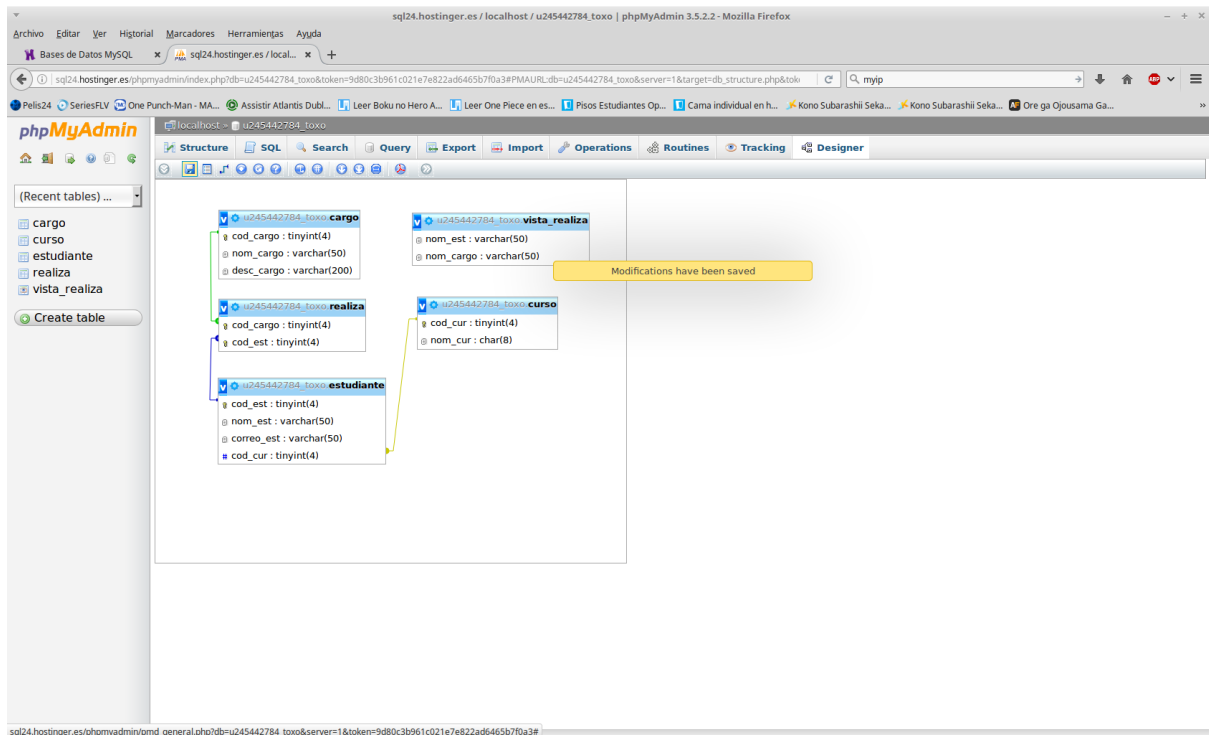 sql24.hostinger.es / localhost / u245442784_toxo | phpMyAdmin 3.5.2.2 - Mozilla Firefox
Archivo Editar Ver Historial Marcadores Herramientas Ayuda
Bases de Datos MySQL
sql24.hostinger.es / local...
sql24.hostinger.es/phpmyadmin/index.php?db=u245442784_toxo&token=9d80c3b961c021e7e822ad6465b7f0a3#PMAURL:db=u245442784_toxo&server=1&target=db_structure.php&tok
myip
ABP
Pelis24 SeriesFLV One Punch-Man - MA... Assistir Atlantis Dubl... Leer Boku no Hero A... Leer One Piece en es... Pisos Estudiantes Op... Cama individual en h... Kono Subarashii Seka... Kono Subarashii Seka... Ore ga Ojousama Ga... »
phpMyAdmin
localhost » u245442784_toxo
Structure SQL Search Query Export Import Operations Routines Tracking Designer
(Recent tables) ...
cargo
curso
estudiante
realiza
vista_realiza
Create table
v u245442784_toxo.cargo
cod_cargo : tinyint(4)
nom_cargo : varchar(50)
desc_cargo : varchar(200)
v u245442784_toxo.vista_realiza
nom_est : varchar(50)
nom_cargo : varchar(50)
Modifications have been saved
v u245442784_toxo.realiza
cod_cargo : tinyint(4)
cod_est : tinyint(4)
v u245442784_toxo.curso
cod_cur : tinyint(4)
nom_cur : char(8)
v u245442784_toxo.estudiante
cod_est : tinyint(4)
nom_est : varchar(50)
correo_est : varchar(50)
# cod_cur : tinyint(4)
sql24.hostinger.es/phpmyadmin/pmd_general.php?db=u245442784_toxo&server=1&token=9d80c3b961c021e7e822ad6465b7f0a3#